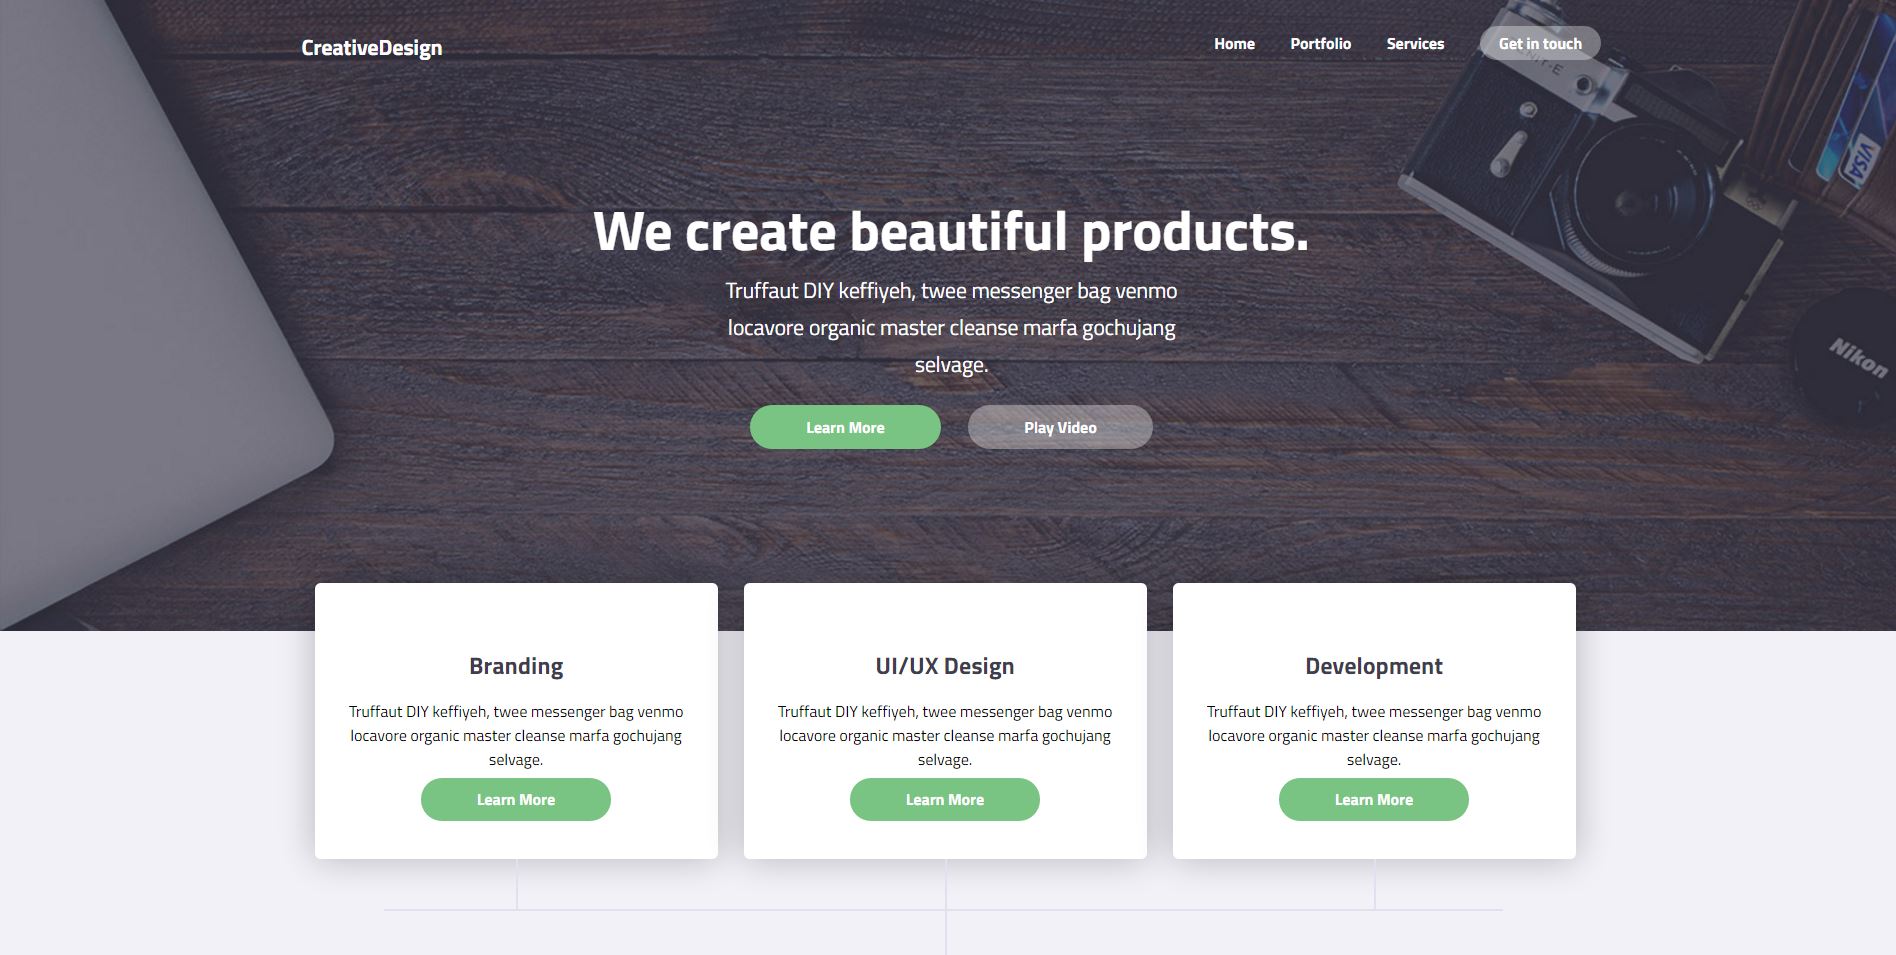 CreativeDesign
Home
Portfolio
Services
Get in touch
We create beautiful products.
Truffaut DIY keffiyeh, twee messenger bag venmo
locavore organic master cleanse marfa gochujang
selvage.
Learn More
Play Video
VISA
Nikon
Branding
Truffaut DIY keffiyeh, twee messenger bag venmo
locavore organic master cleanse marfa gochujang
selvage.
Learn More
UI/UX Design
Truffaut DIY keffiyeh, twee messenger bag venmo
locavore organic master cleanse marfa gochujang
selvage.
Learn More
Development
Truffaut DIY keffiyeh, twee messenger bag venmo
locavore organic master cleanse marfa gochujang
selvage.
Learn More